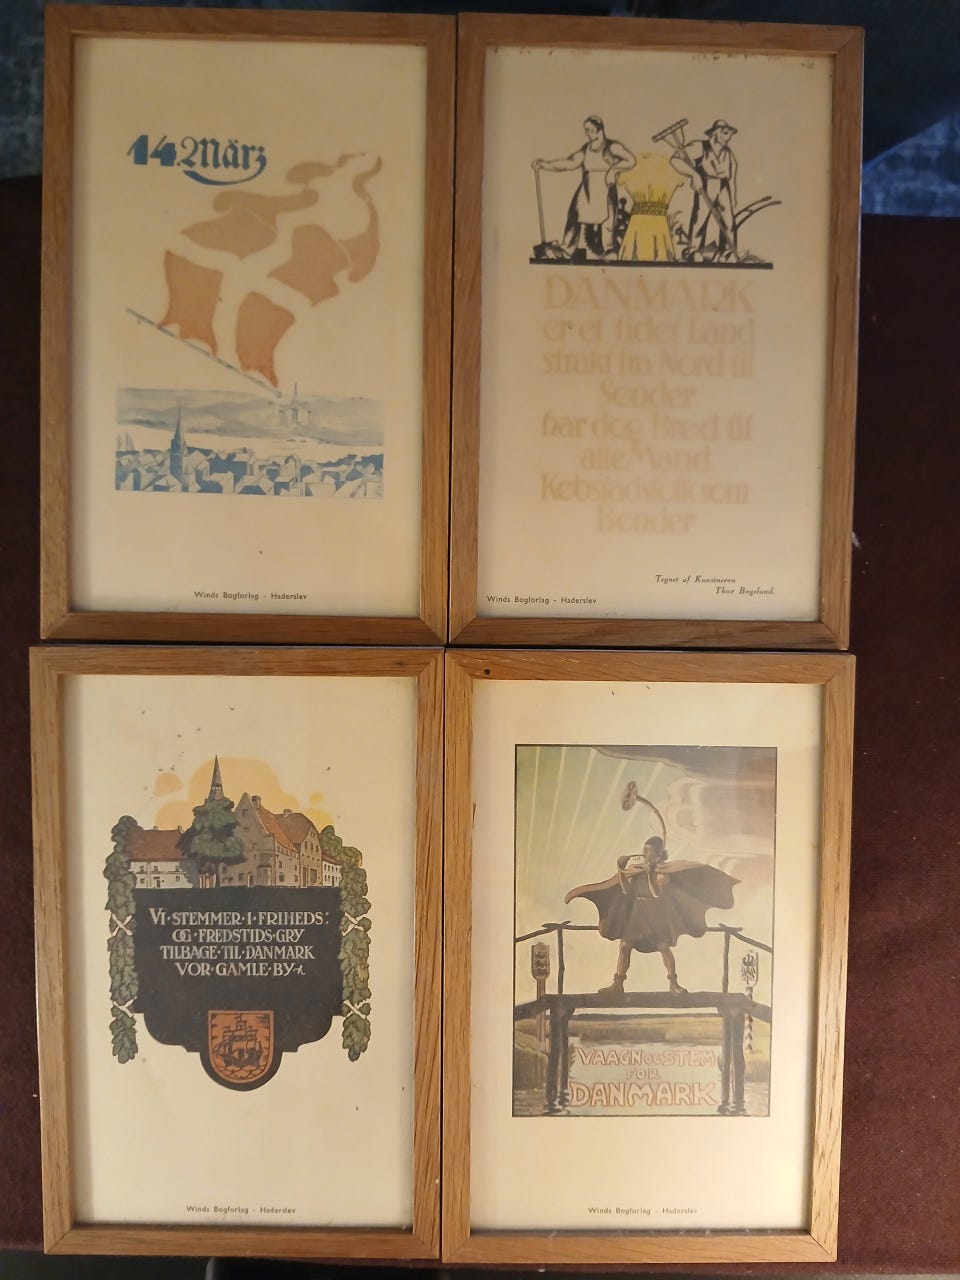 14. März
Winds Bogforlag - Haderslev
DANMARK
er et lidet Land
strakt fra Nord til
Sønder
har dog Brød til
alle Mand
Købstadsfolk som
Bønder
Tegnet af Kunstneren
Thor Bøgelund.
Winds Bogforlag - Haderslev
VI·STEMMER·I·FRIHEDS:
OG·FREDSTIDS·GRY
TILBAGE·TIL·DANMARK
VOR·GAMLE·BY
Winds Bogforlag - Haderslev
VAAGN OG STEM
FOR
DANMARK
Winds Bogforlag - Haderslev